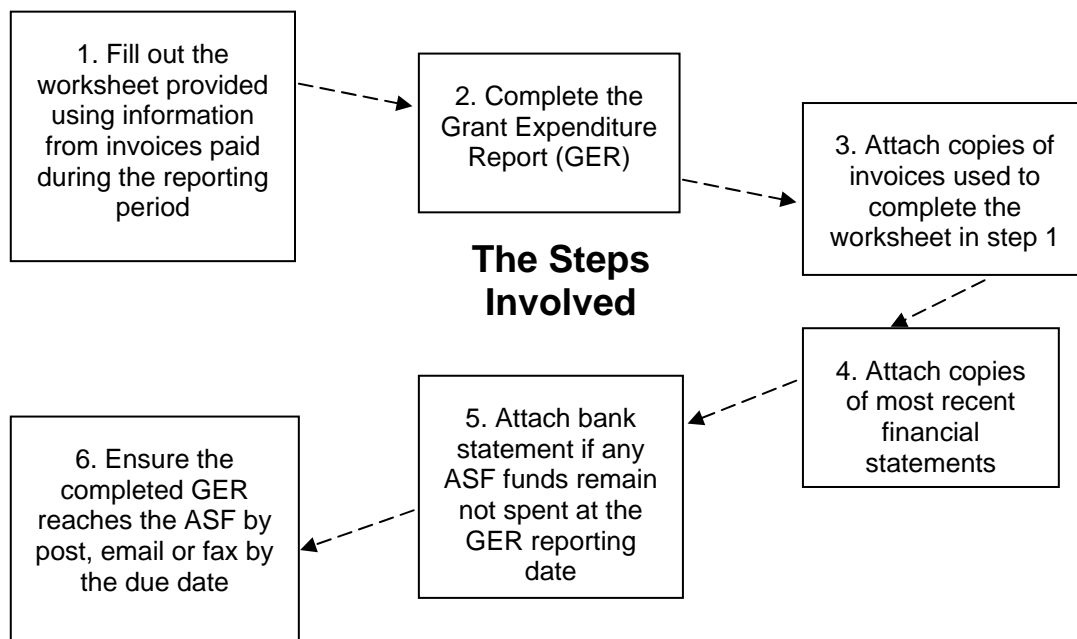 1. Fill out the
worksheet provided
using information
from invoices paid
during the reporting
period
2. Complete the
Grant Expenditure
Report (GER)
3. Attach copies of
invoices used to
complete the
worksheet in step 1
The Steps
Involved
4. Attach copies
of most recent
financial
statements
5. Attach bank
statement if any
ASF funds remain
not spent at the
GER reporting
date
6. Ensure the
completed GER
reaches the ASF by
post, email or fax by
the due date